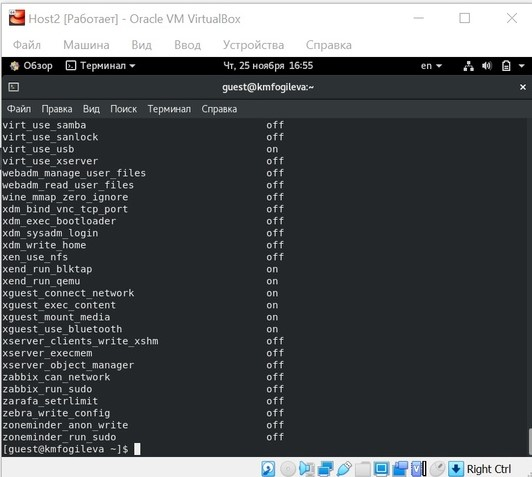 Host2 [Работает] - Oracle VM VirtualBox
Файл Машина Вид Ввод Устройства Справка
Обзор Терминал Чт, 25 ноября 16:55 en
guest@kmfogileva:~
Файл Правка Вид Поиск Терминал Справка
virt_use_samba off
virt_use_sanlock off
virt_use_usb on
virt_use_xserver off
webadm_manage_user_files off
webadm_read_user_files off
wine_mmap_zero_ignore off
xdm_bind_vnc_tcp_port off
xdm_exec_bootloader off
xdm_sysadm_login off
xdm_write_home off
xen_use_nfs off
xend_run_blktap on
xend_run_qemu on
xguest_connect_network on
xguest_exec_content on
xguest_mount_media on
xguest_use_bluetooth on
xserver_clients_write_xshm off
xserver_execmem off
xserver_object_manager off
zabbix_can_network off
zabbix_run_sudo off
zarafa_setrlimit off
zebra_write_config off
zoneminder_anon_write off
zoneminder_run_sudo off
[guest@kmfogileva ~]$
Right Ctrl